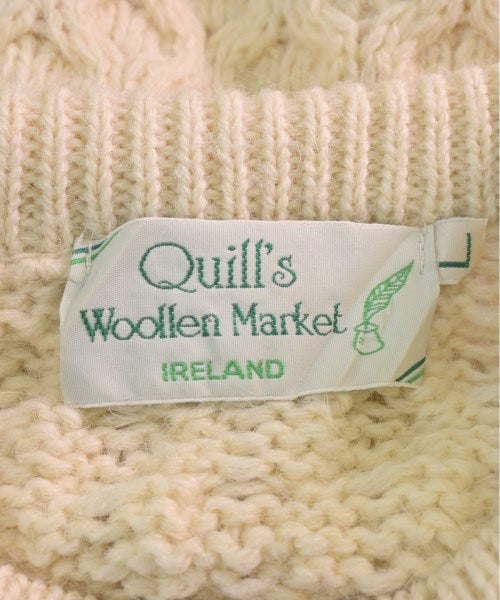 Quill's
Woollen Market
IRELAND
L